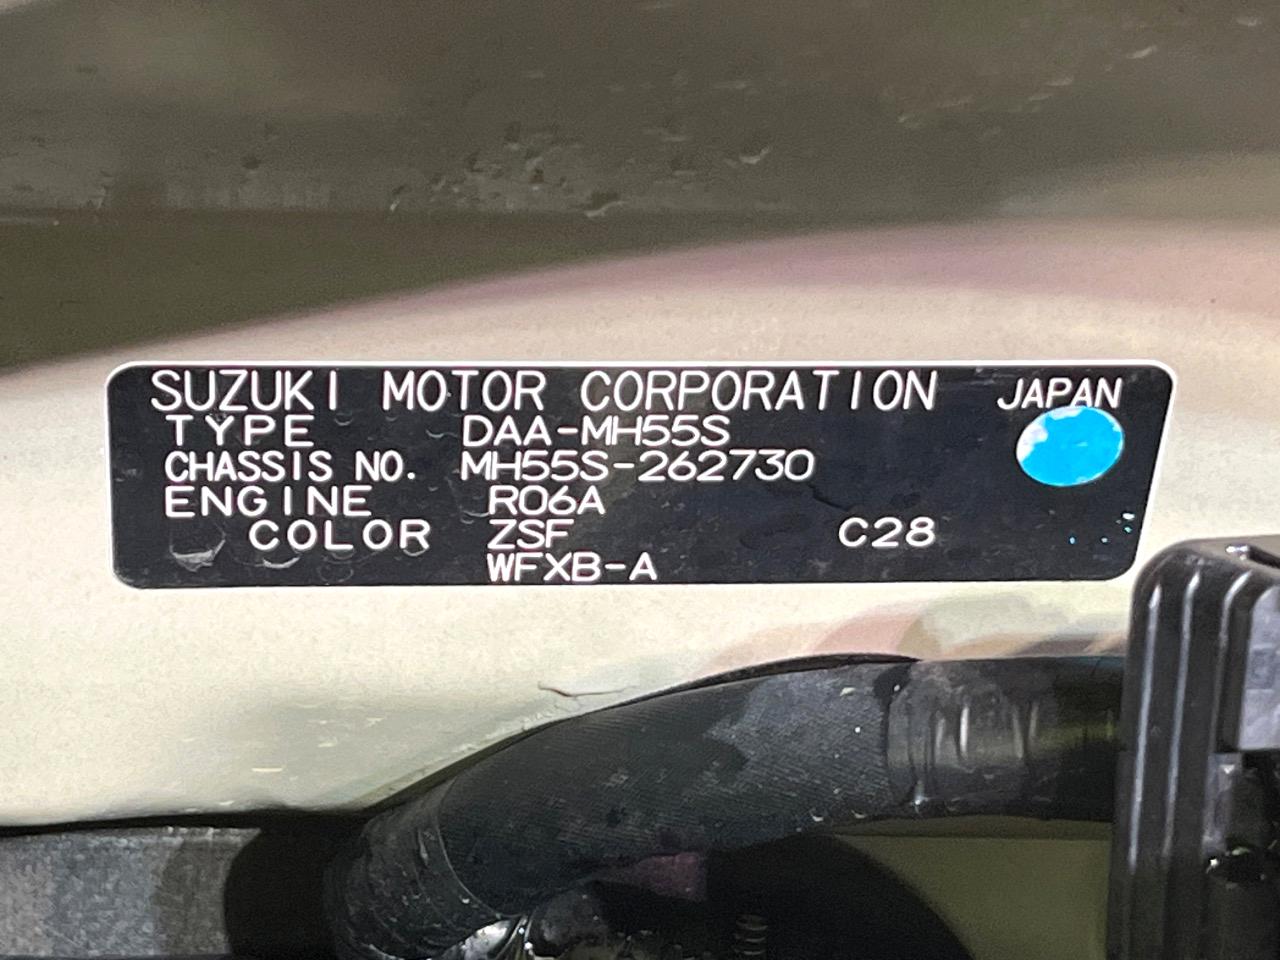 SUZUKI MOTOR CORPORATION JAPAN
TYPE DAA-MH55S
CHASSIS NO. MH55S-262730
ENGINE R06A
COLOR ZSF C28
WFXB-A